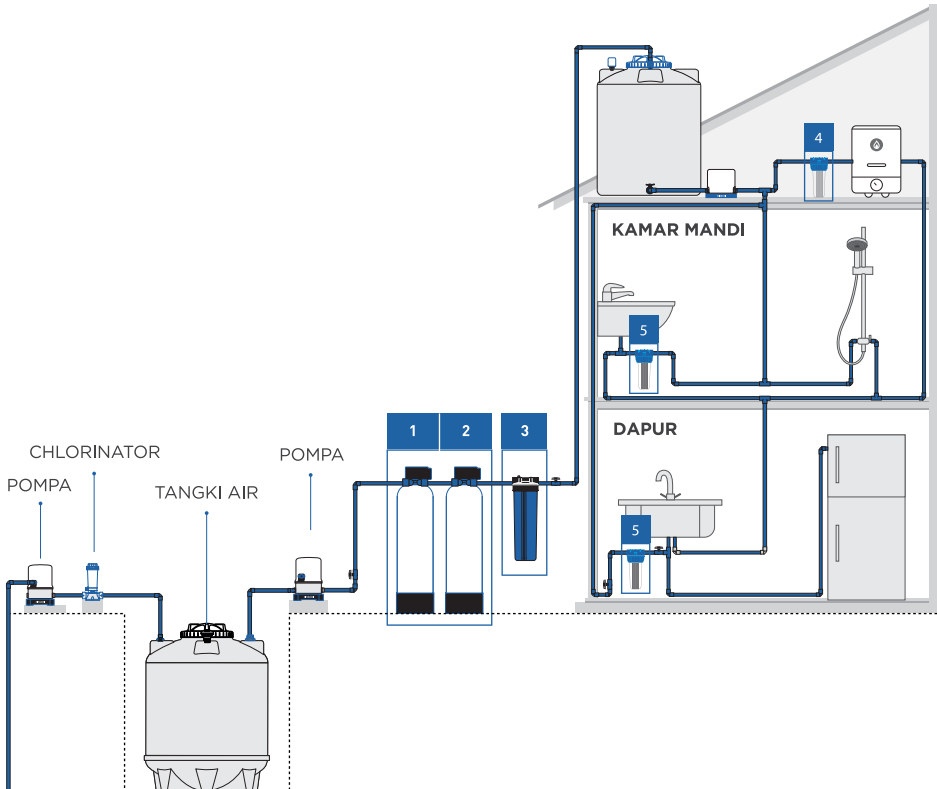 4
KAMAR MANDI
5
1
2
3
DAPUR
CHLORINATOR
POMPA
POMPA
TANGKI AIR
5